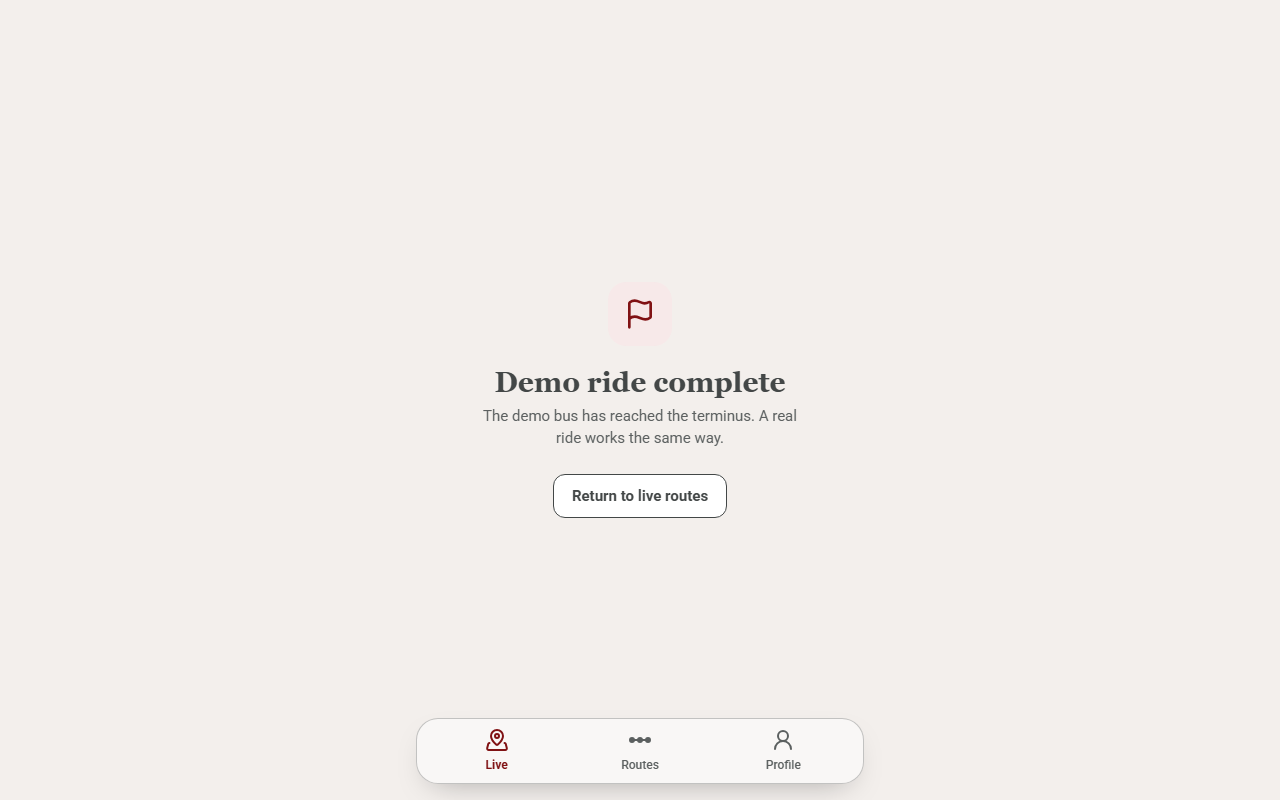 Demo ride complete
The demo bus has reached the terminus. A real
ride works the same way.
Return to live routes
Live
Routes
Profile